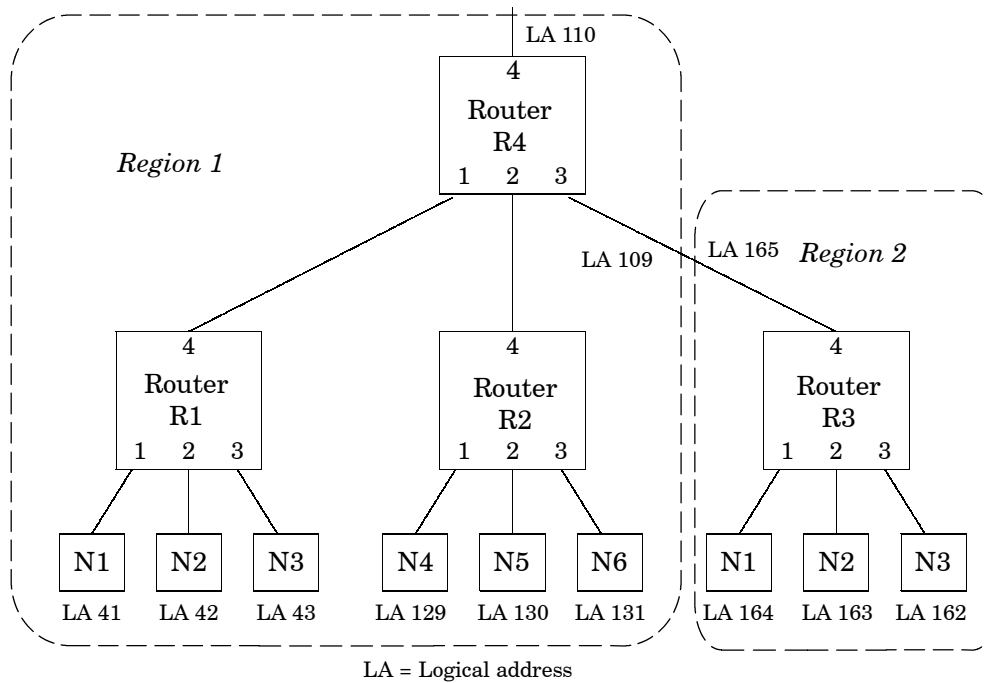 LA 110
4
Router
R4
1 2 3
Region 1
LA 109
LA 165
Region 2
4
Router
R1
1 2 3
4
Router
R2
1 2 3
4
Router
R3
1 2 3
N1 N2 N3 N4 N5 N6 N1 N2 N3
LA 41 LA 42 LA 43 LA 129 LA 130 LA 131 LA 164 LA 163 LA 162
LA = Logical address